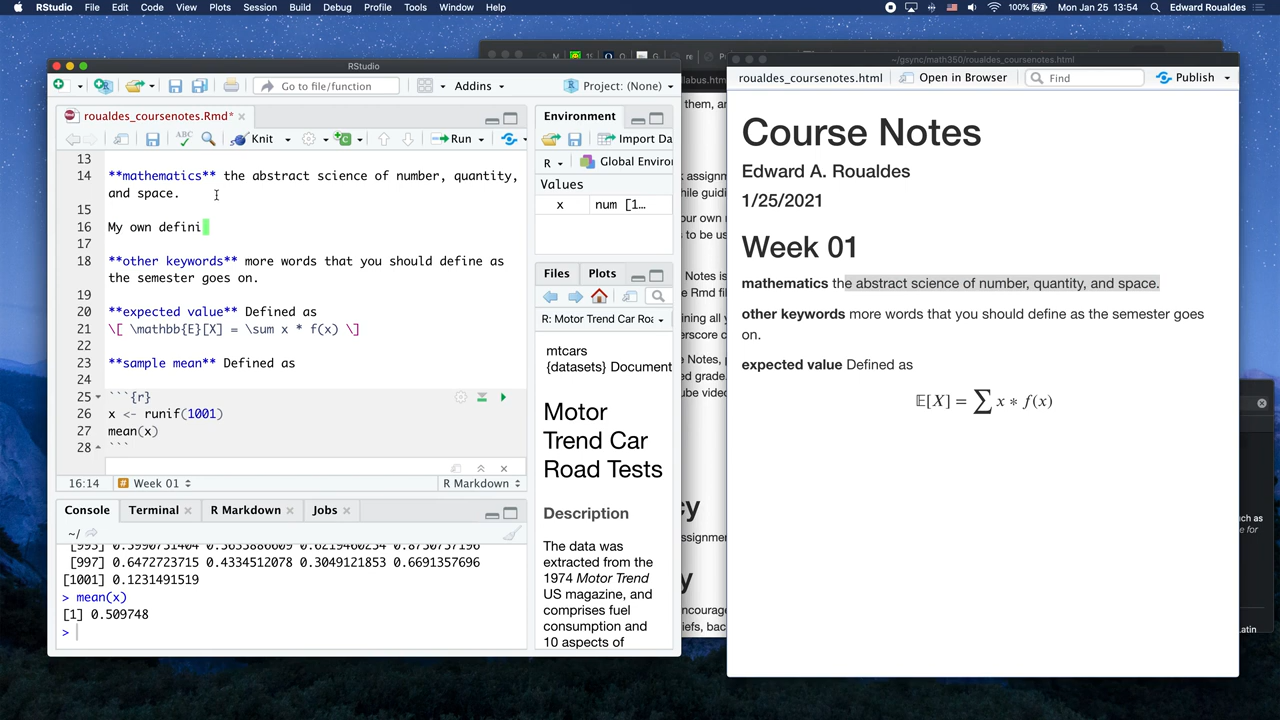 RStudio File Edit Code View Plots Session Build Debug Profile Tools Window Help 100% Mon Jan 25 13:54 Edward Roualdes
RStudio
Go to file/function Addins Project: (None)
roualdes_coursenotes.Rmd*
Knit Run
13
14 **mathematics** the abstract science of number, quantity,
and space.
15
16 My own defini
17
18 **other keywords** more words that you should define as
the semester goes on.
19
20 **expected value** Defined as
21 \[ \mathbb{E}[X] = \sum x * f(x) \]
22
23 **sample mean** Defined as
24
25 ```{r}
26 x <- runif(1001)
27 mean(x)
28 ```
16:14 # Week 01 R Markdown
Console Terminal R Markdown Jobs
~/
[997] 0.6472723715 0.4334512078 0.3049121853 0.6691357696
[1001] 0.1231491519
> mean(x)
[1] 0.509748
>
Environment
Import Da
R Global Enviro
Values
x num [1…
Files Plots
R: Motor Trend Car Roa
mtcars
{datasets} Document
Motor
Trend Car
Road Tests
Description
The data was
extracted from the
1974 Motor Trend
US magazine, and
comprises fuel
consumption and
10 aspects of
~/gsync/math350/roualdes_coursenotes.html
roualdes_coursenotes.html Open in Browser Find Publish
Course Notes
Edward A. Roualdes
1/25/2021
Week 01
mathematics the abstract science of number, quantity, and space.
other keywords more words that you should define as the semester goes
on.
expected value Defined as
𝔼[X] = ∑ x ∗ f(x)